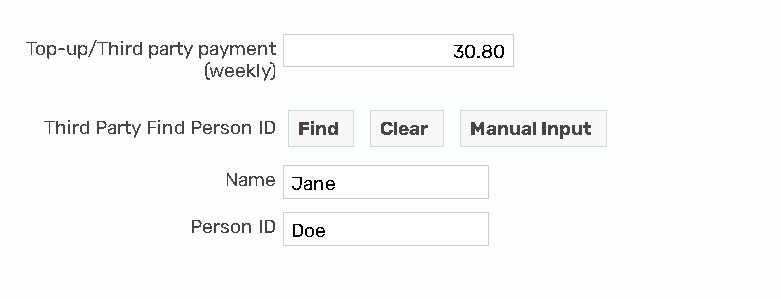 Top-up/Third party payment 30.80
(weekly)
Third Party Find Person ID Find Clear Manual Input
Name Jane
Person ID Doe